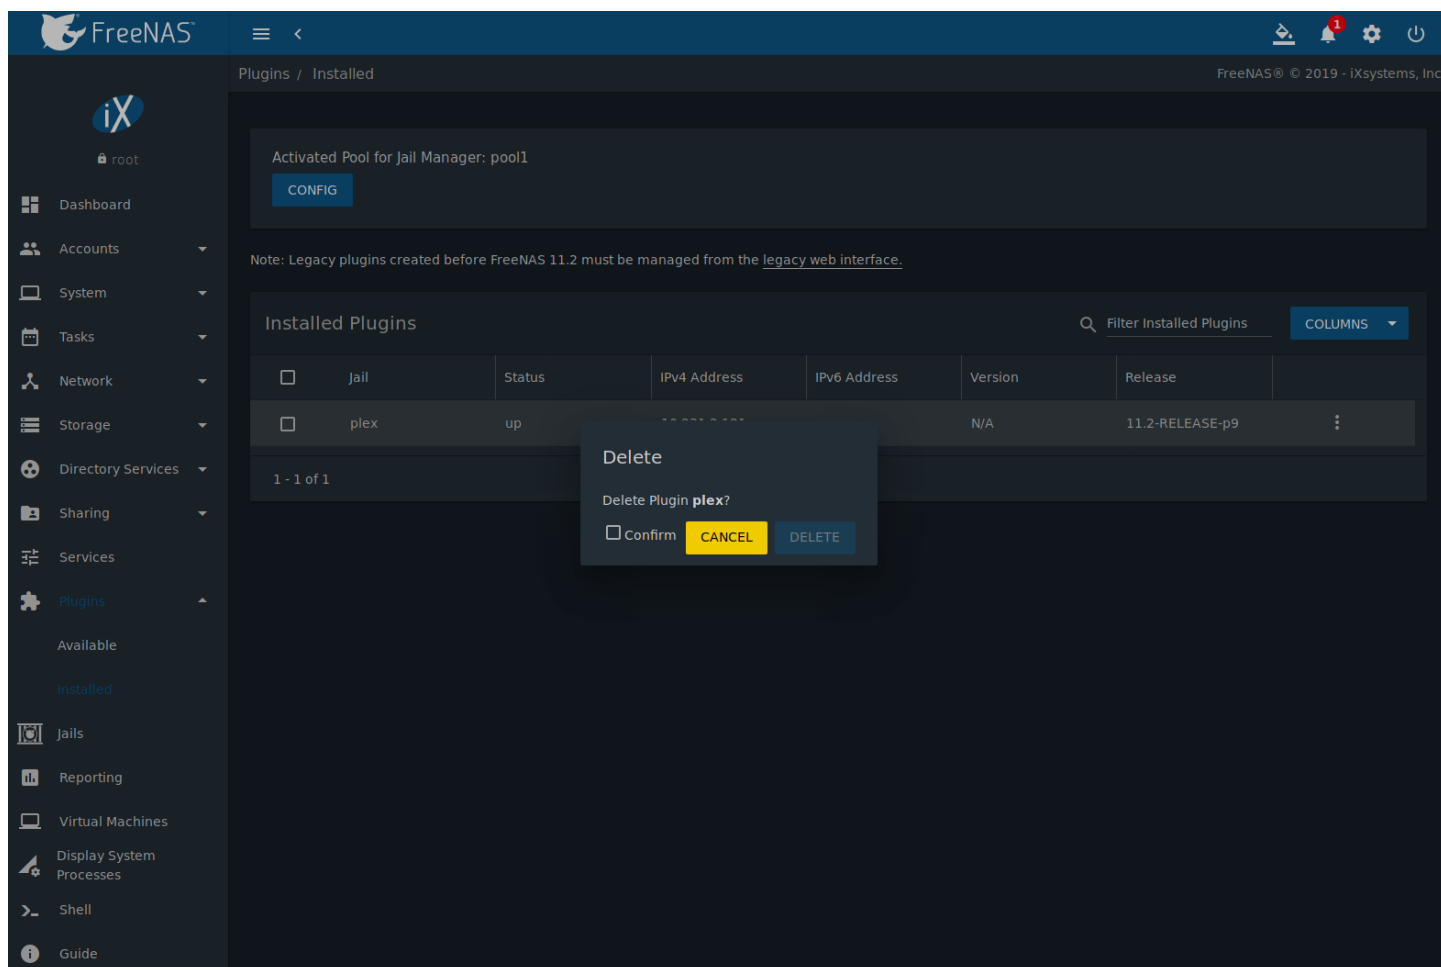 FreeNAS®
1
Plugins / Installed
FreeNAS® © 2019 - iXsystems, Inc
iX
root
Activated Pool for Jail Manager: pool1
CONFIG
Dashboard
Accounts
Note: Legacy plugins created before FreeNAS 11.2 must be managed from the legacy web interface.
System
Installed Plugins
Filter Installed Plugins
COLUMNS
Tasks
Network
Jail Status IPv4 Address IPv6 Address Version Release
Storage
plex up N/A 11.2-RELEASE-p9
Directory Services
1 - 1 of 1
Delete
Delete Plugin plex?
Confirm CANCEL DELETE
Sharing
Services
Plugins
Available
Installed
Jails
Reporting
Virtual Machines
Display System
Processes
Shell
Guide